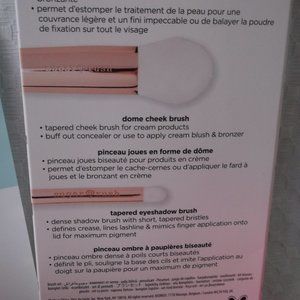 bronzante
• permet d'estomper le traitement de la peau pour une
couvrance légère et un fini impeccable ou de balayer la poudre
de fixation sur tout le visage
dome cheek brush
• tapered cheek brush for cream products
• buff out concealer or use to apply cream blush & bronzer
pinceau joues en forme de dôme
• pinceau joues biseauté pour produits en crème
• permet d'estomper le cache-cernes ou d'appliquer le fard à
joues et le bronzant en crème
tapered eyeshadow brush
• dense shadow brush with short, tapered bristles
• defines crease, lines lashline & mimics finger application onto
lid for maximum pigment
pinceau ombre à paupières biseauté
• pinceau ombre dense à poils courts biseautés
• définit le pli, souligne la base des cils et imite l'application au
doigt sur la paupière pour un maximum de pigment